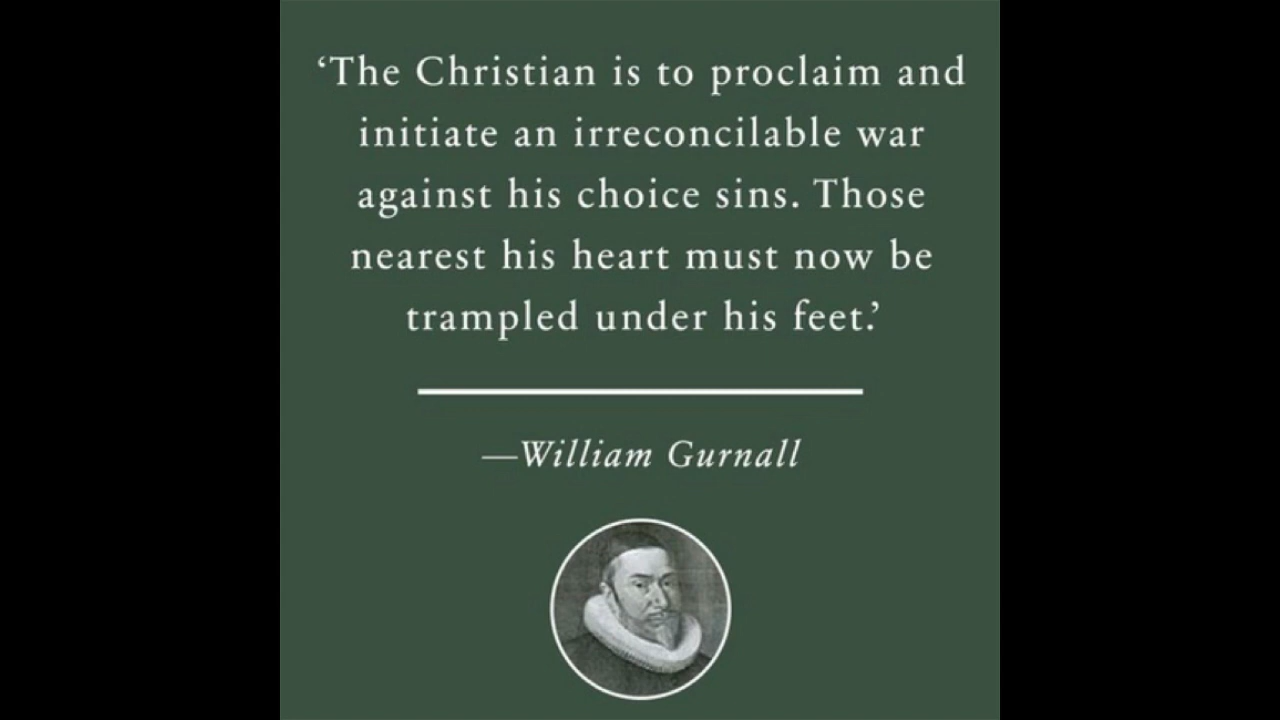 ‘The Christian is to proclaim and
initiate an irreconcilable war
against his choice sins. Those
nearest his heart must now be
trampled under his feet.’
—William Gurnall